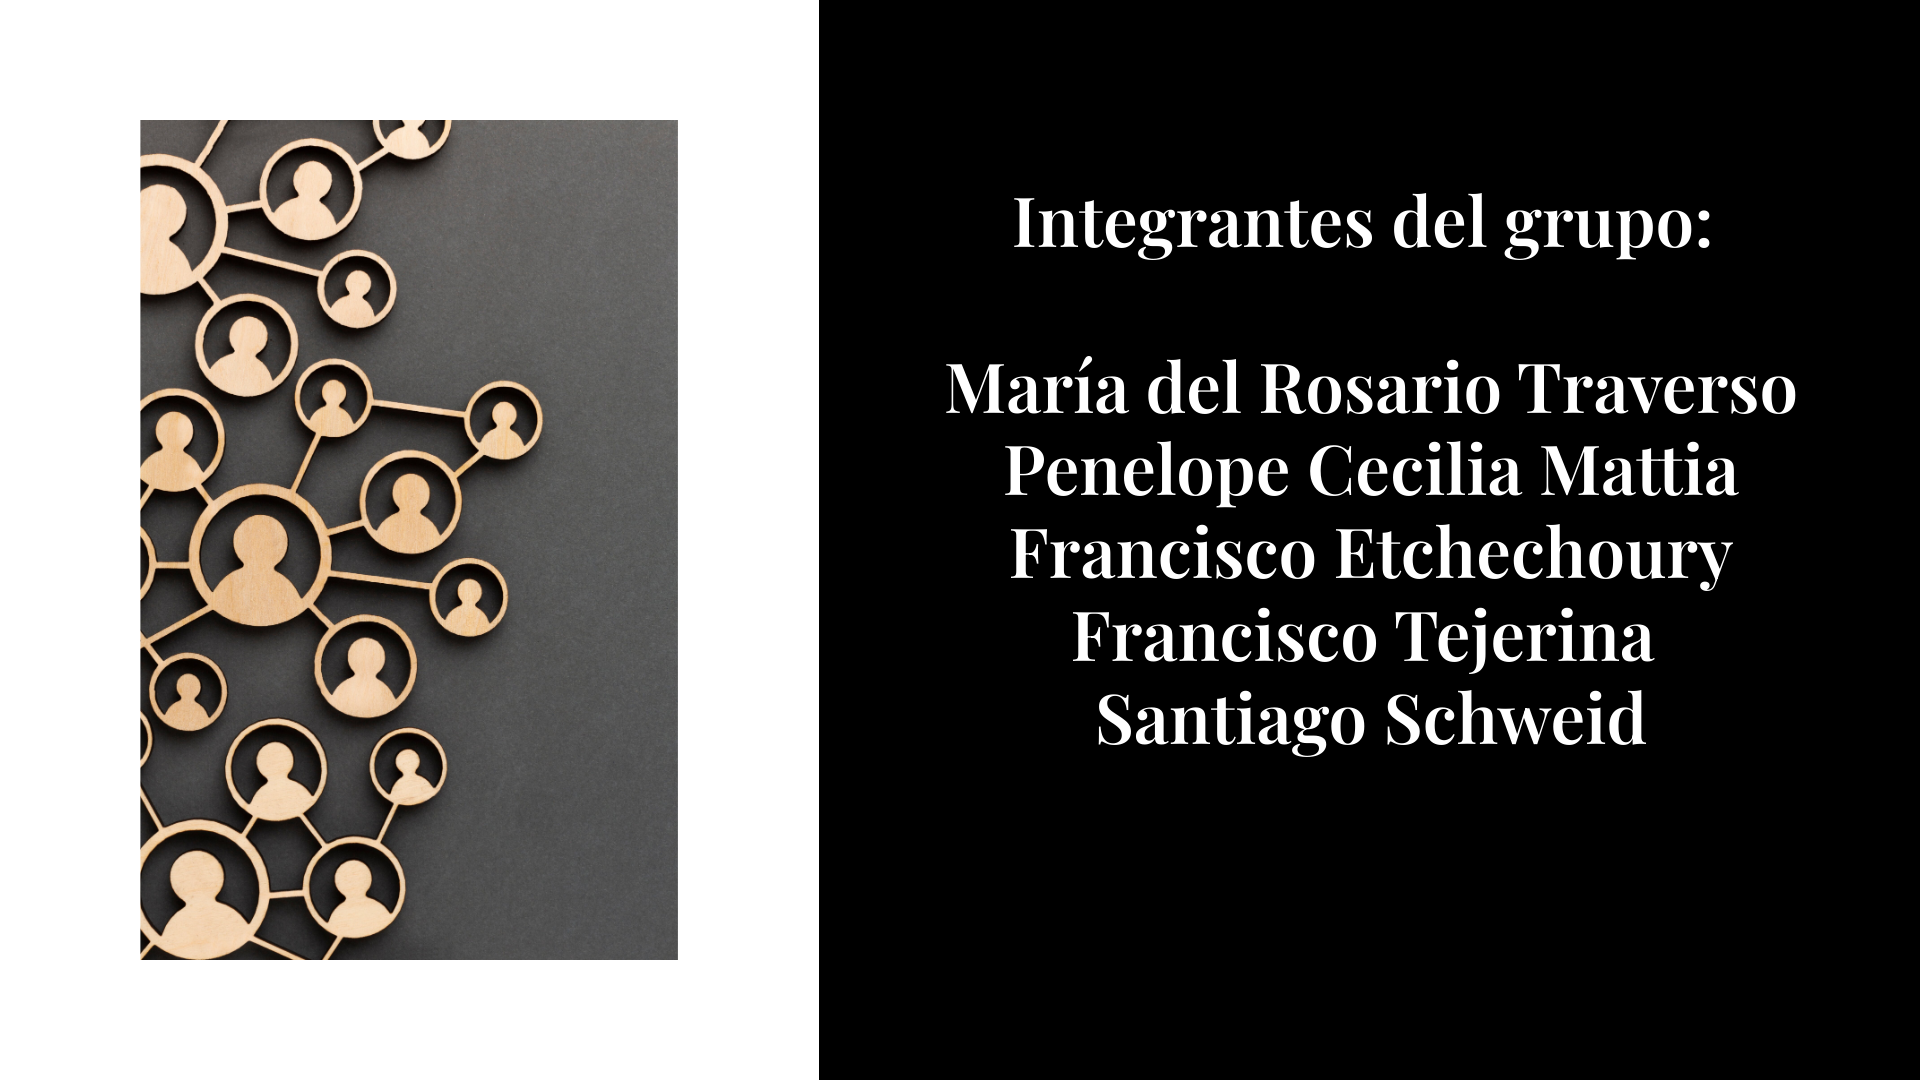 Integrantes del grupo:
María del Rosario Traverso
Penelope Cecilia Mattia
Francisco Etchechoury
Francisco Tejerina
Santiago Schweid